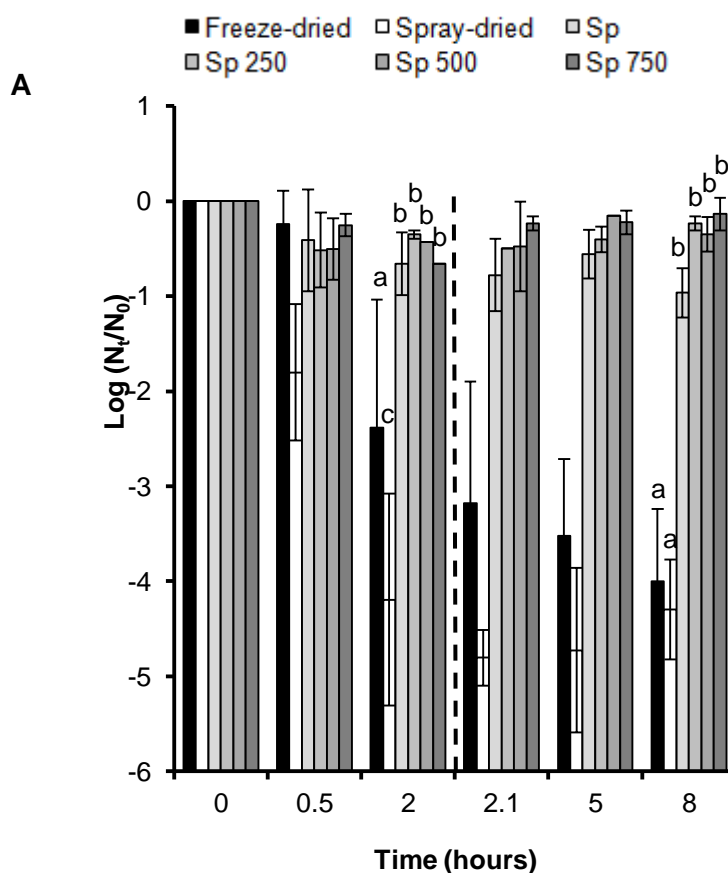 Freeze-dried Spray-dried Sp
Sp 250 Sp 500 Sp 750
A
1
0
-1
-2
-3
-4
-5
-6
Log (Nt/N0)
b
b
b
b
a
c
b
b
b
b
a
a
0 0.5 2 2.1 5 8
Time (hours)